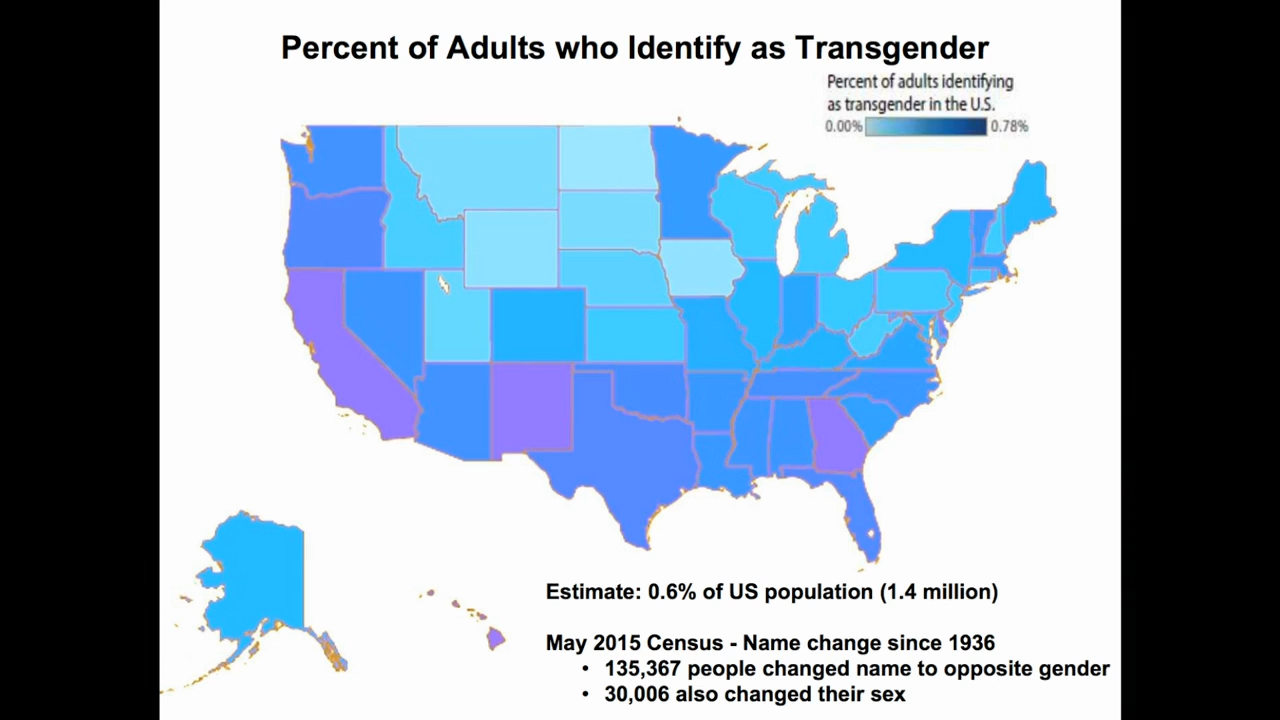 Percent of Adults who Identify as Transgender
Percent of adults identifying
as transgender in the U.S.
0.00% 0.78%
Estimate: 0.6% of US population (1.4 million)
May 2015 Census - Name change since 1936
• 135,367 people changed name to opposite gender
• 30,006 also changed their sex